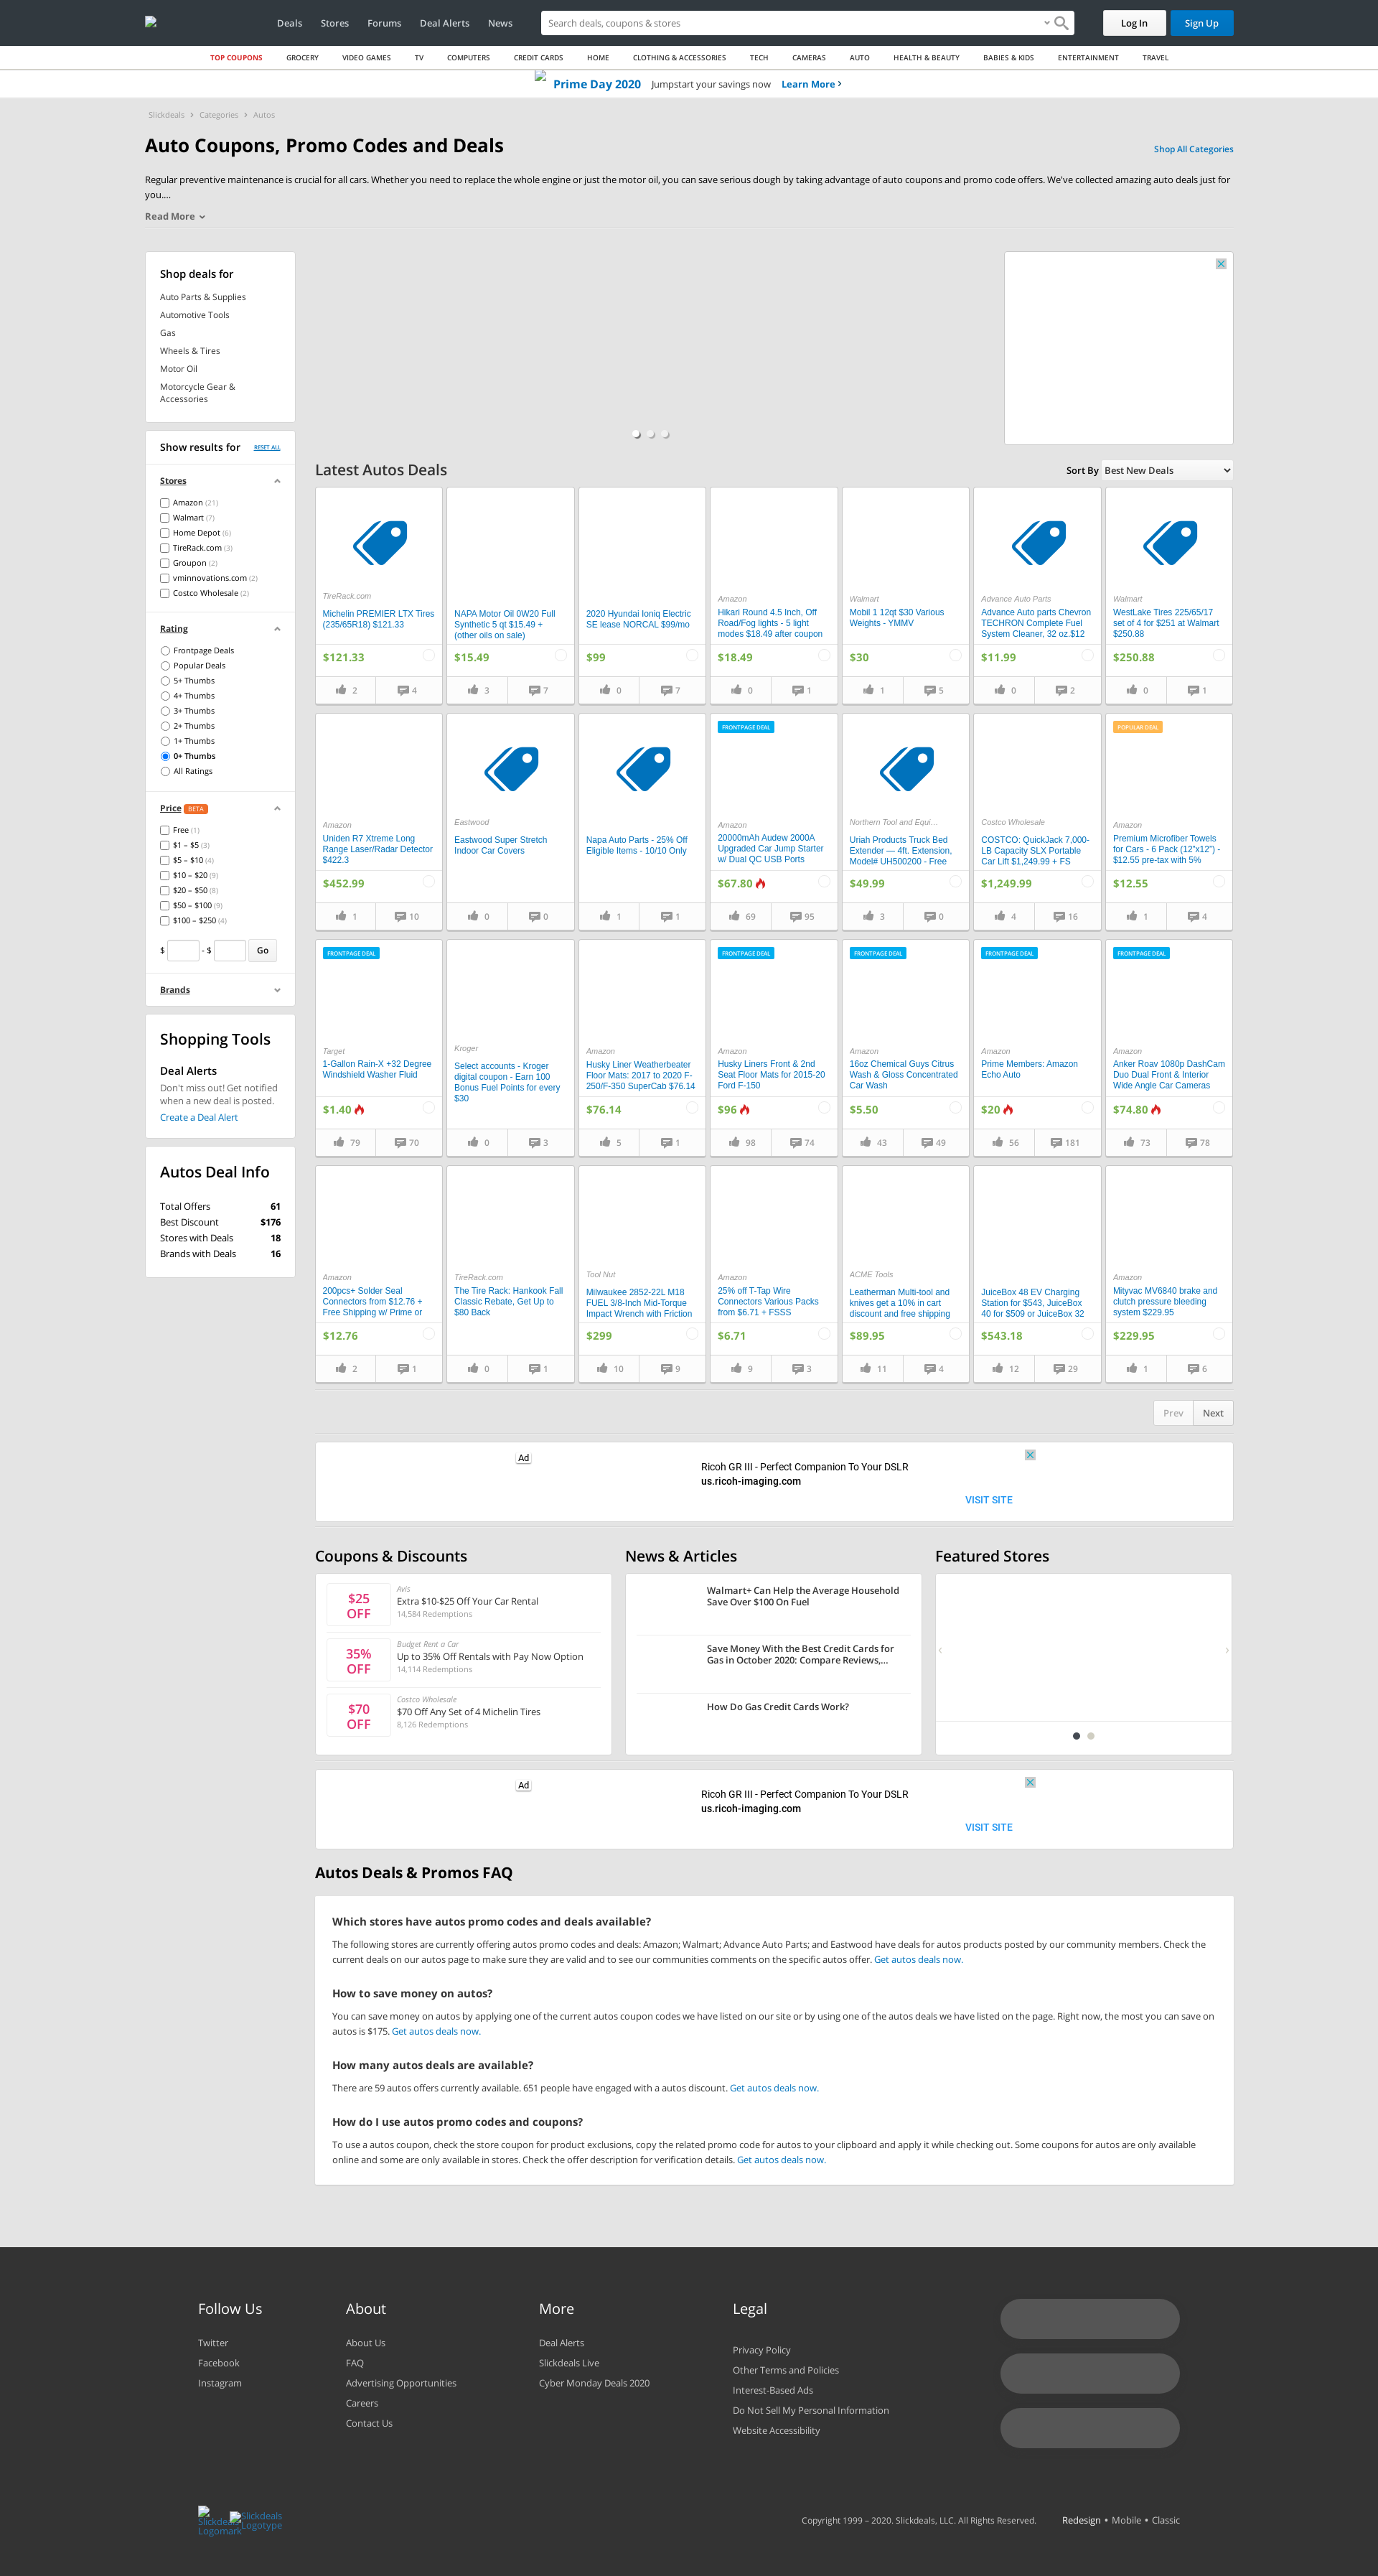 Deals Stores Forums Deal Alerts News
Search deals, coupons & stores
Log In
Sign Up
TOP COUPONS GROCERY VIDEO GAMES TV COMPUTERS CREDIT CARDS HOME CLOTHING & ACCESSORIES TECH CAMERAS AUTO HEALTH & BEAUTY BABIES & KIDS ENTERTAINMENT TRAVEL
Prime Day 2020 Jumpstart your savings now Learn More
Slickdeals Categories Autos
Auto Coupons, Promo Codes and Deals
Shop All Categories
Regular preventive maintenance is crucial for all cars. Whether you need to replace the whole engine or just the motor oil, you can save serious dough by taking advantage of auto coupons and promo code offers. We've collected amazing auto deals just for
you....
Read More
Shop deals for
Auto Parts & Supplies
Automotive Tools
Gas
Wheels & Tires
Motor Oil
Motorcycle Gear &
Accessories
Show results for RESET ALL
Stores
Amazon (21)
Walmart (7)
Home Depot (6)
TireRack.com (3)
Groupon (2)
vminnovations.com (2)
Costco Wholesale (2)
Rating
Frontpage Deals
Popular Deals
5+ Thumbs
4+ Thumbs
3+ Thumbs
2+ Thumbs
1+ Thumbs
0+ Thumbs
All Ratings
Price BETA
Free (1)
$1 – $5 (3)
$5 – $10 (4)
$10 – $20 (9)
$20 – $50 (8)
$50 – $100 (9)
$100 – $250 (4)
$ - $ Go
Brands
Shopping Tools
Deal Alerts
Don't miss out! Get notified
when a new deal is posted.
Create a Deal Alert
Autos Deal Info
Total Offers 61
Best Discount $176
Stores with Deals 18
Brands with Deals 16
Latest Autos Deals
Sort By Best New Deals
TireRack.com
Michelin PREMIER LTX Tires
(235/65R18) $121.33
$121.33
2 4
NAPA Motor Oil 0W20 Full
Synthetic 5 qt $15.49 +
(other oils on sale)
$15.49
3 7
2020 Hyundai Ioniq Electric
SE lease NORCAL $99/mo
$99
0 7
Amazon
Hikari Round 4.5 Inch, Off
Road/Fog lights - 5 light
modes $18.49 after coupon
$18.49
0 1
Walmart
Mobil 1 12qt $30 Various
Weights - YMMV
$30
1 5
Advance Auto Parts
Advance Auto parts Chevron
TECHRON Complete Fuel
System Cleaner, 32 oz.$12
$11.99
0 2
Walmart
WestLake Tires 225/65/17
set of 4 for $251 at Walmart
$250.88
$250.88
0 1
Amazon
Uniden R7 Xtreme Long
Range Laser/Radar Detector
$422.3
$452.99
1 10
Eastwood
Eastwood Super Stretch
Indoor Car Covers
0 0
Napa Auto Parts - 25% Off
Eligible Items - 10/10 Only
1 1
FRONTPAGE DEAL
Amazon
20000mAh Audew 2000A
Upgraded Car Jump Starter
w/ Dual QC USB Ports
$67.80
69 95
Northern Tool and Equi...
Uriah Products Truck Bed
Extender — 4ft. Extension,
Model# UH500200 - Free
$49.99
3 0
Costco Wholesale
COSTCO: QuickJack 7,000-
LB Capacity SLX Portable
Car Lift $1,249.99 + FS
$1,249.99
4 16
POPULAR DEAL
Amazon
Premium Microfiber Towels
for Cars - 6 Pack (12"x12") -
$12.55 pre-tax with 5%
$12.55
1 4
FRONTPAGE DEAL
Target
1-Gallon Rain-X +32 Degree
Windshield Washer Fluid
$1.40
79 70
Kroger
Select accounts - Kroger
digital coupon - Earn 100
Bonus Fuel Points for every
$30
0 3
Amazon
Husky Liner Weatherbeater
Floor Mats: 2017 to 2020 F-
250/F-350 SuperCab $76.14
$76.14
5 1
FRONTPAGE DEAL
Amazon
Husky Liners Front & 2nd
Seat Floor Mats for 2015-20
Ford F-150
$96
98 74
FRONTPAGE DEAL
Amazon
16oz Chemical Guys Citrus
Wash & Gloss Concentrated
Car Wash
$5.50
43 49
FRONTPAGE DEAL
Amazon
Prime Members: Amazon
Echo Auto
$20
56 181
FRONTPAGE DEAL
Amazon
Anker Roav 1080p DashCam
Duo Dual Front & Interior
Wide Angle Car Cameras
$74.80
73 78
Amazon
200pcs+ Solder Seal
Connectors from $12.76 +
Free Shipping w/ Prime or
$12.76
2 1
TireRack.com
The Tire Rack: Hankook Fall
Classic Rebate, Get Up to
$80 Back
0 1
Tool Nut
Milwaukee 2852-22L M18
FUEL 3/8-Inch Mid-Torque
Impact Wrench with Friction
$299
10 9
Amazon
25% off T-Tap Wire
Connectors Various Packs
from $6.71 + FSSS
$6.71
9 3
ACME Tools
Leatherman Multi-tool and
knives get a 10% in cart
discount and free shipping
$89.95
11 4
JuiceBox 48 EV Charging
Station for $543, JuiceBox
40 for $509 or JuiceBox 32
$543.18
12 29
Amazon
Mityvac MV6840 brake and
clutch pressure bleeding
system $229.95
$229.95
1 6
Prev Next
Ad
Ricoh GR III - Perfect Companion To Your DSLR
us.ricoh-imaging.com
VISIT SITE
Coupons & Discounts
$25
OFF
Avis
Extra $10-$25 Off Your Car Rental
14,584 Redemptions
35%
OFF
Budget Rent a Car
Up to 35% Off Rentals with Pay Now Option
14,114 Redemptions
$70
OFF
Costco Wholesale
$70 Off Any Set of 4 Michelin Tires
8,126 Redemptions
News & Articles
Walmart+ Can Help the Average Household
Save Over $100 On Fuel
Save Money With the Best Credit Cards for
Gas in October 2020: Compare Reviews,...
How Do Gas Credit Cards Work?
Featured Stores
Ad
Ricoh GR III - Perfect Companion To Your DSLR
us.ricoh-imaging.com
VISIT SITE
Autos Deals & Promos FAQ
Which stores have autos promo codes and deals available?
The following stores are currently offering autos promo codes and deals: Amazon; Walmart; Advance Auto Parts; and Eastwood have deals for autos products posted by our community members. Check the
current deals on our autos page to make sure they are valid and to see our communities comments on the specific autos offer. Get autos deals now.
How to save money on autos?
You can save money on autos by applying one of the current autos coupon codes we have listed on our site or by using one of the autos deals we have listed on the page. Right now, the most you can save on
autos is $175. Get autos deals now.
How many autos deals are available?
There are 59 autos offers currently available. 651 people have engaged with a autos discount. Get autos deals now.
How do I use autos promo codes and coupons?
To use a autos coupon, check the store coupon for product exclusions, copy the related promo code for autos to your clipboard and apply it while checking out. Some coupons for autos are only available
online and some are only available in stores. Check the offer description for verification details. Get autos deals now.
Follow Us
Twitter
Facebook
Instagram
About
About Us
FAQ
Advertising Opportunities
Careers
Contact Us
More
Deal Alerts
Slickdeals Live
Cyber Monday Deals 2020
Legal
Privacy Policy
Other Terms and Policies
Interest-Based Ads
Do Not Sell My Personal Information
Website Accessibility
Slickdeals
Logomark
Slickdeals
Logotype
Copyright 1999 – 2020. Slickdeals, LLC. All Rights Reserved.
Redesign • Mobile • Classic